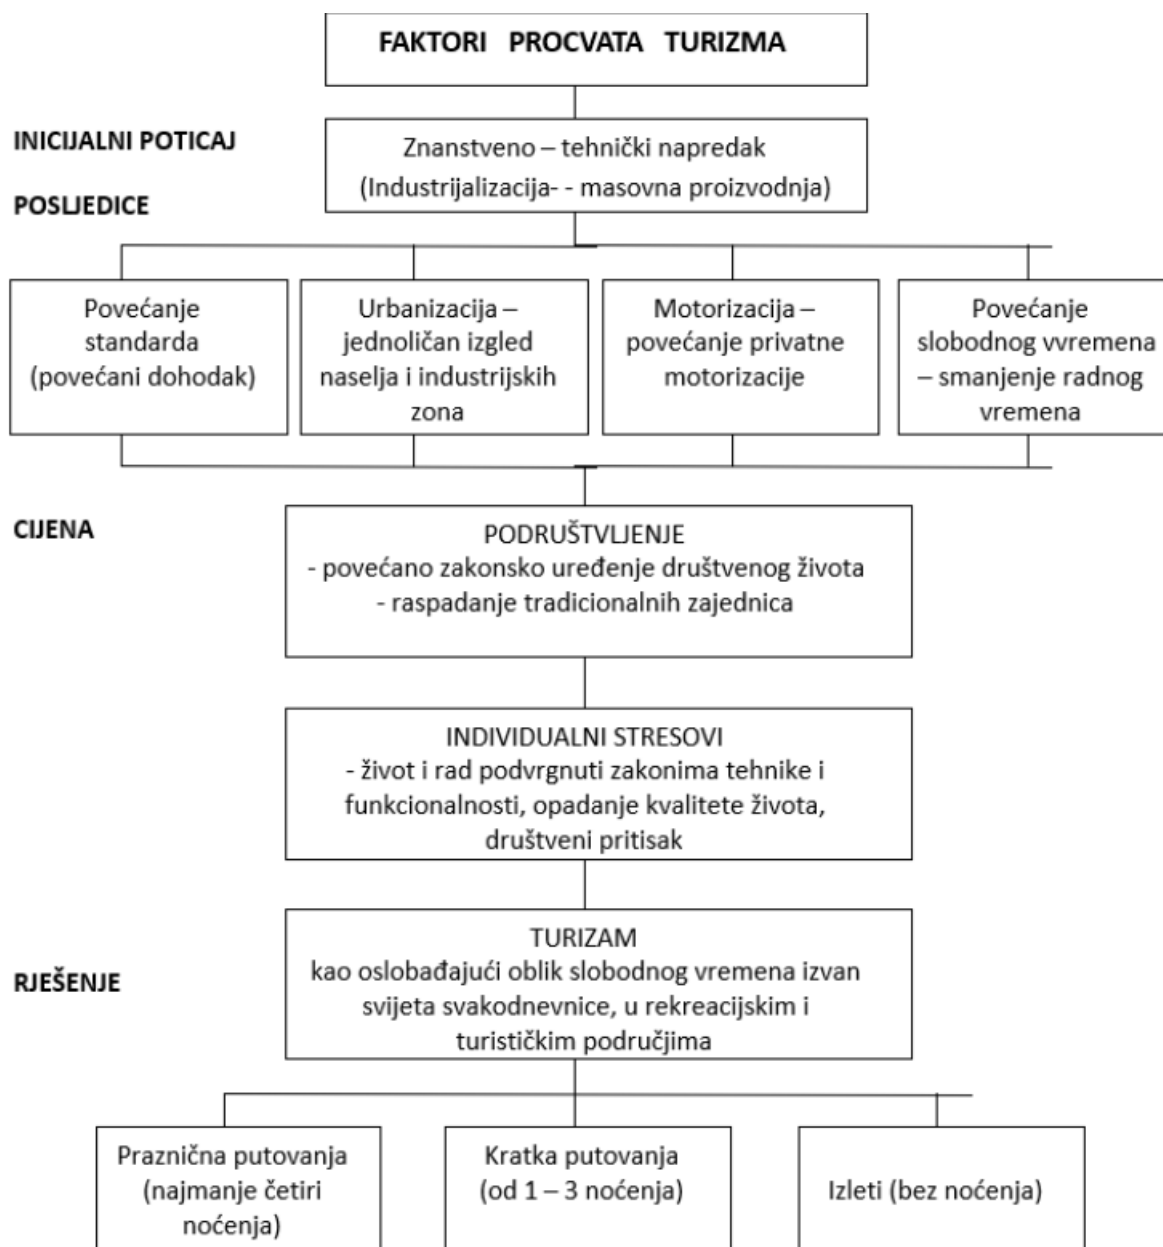 FAKTORI PROCVATA TURIZMA
INICIJALNI POTICAJ
Znanstveno – tehnički napredak
(Industrijalizacija- - masovna proizvodnja)
POSLJEDICE
Povećanje
standarda
(povećani dohodak)
Urbanizacija –
jednoličan izgled
naselja i industrijskih
zona
Motorizacija –
povećanje privatne
motorizacije
Povećanje
slobodnog vvremena
– smanjenje radnog
vremena
CIJENA
PODRUŠTVLJENJE
- povećano zakonsko uređenje društvenog života
- raspadanje tradicionalnih zajednica
INDIVIDUALNI STRESOVI
- život i rad podvrgnuti zakonima tehnike i
funkcionalnosti, opadanje kvalitete života,
društveni pritisak
RJEŠENJE
TURIZAM
kao oslobađajući oblik slobodnog vremena izvan
svijeta svakodnevnice, u rekreacijskim i
turističkim područjima
Praznična putovanja
(najmanje četiri
noćenja)
Kratka putovanja
(od 1 – 3 noćenja)
Izleti (bez noćenja)